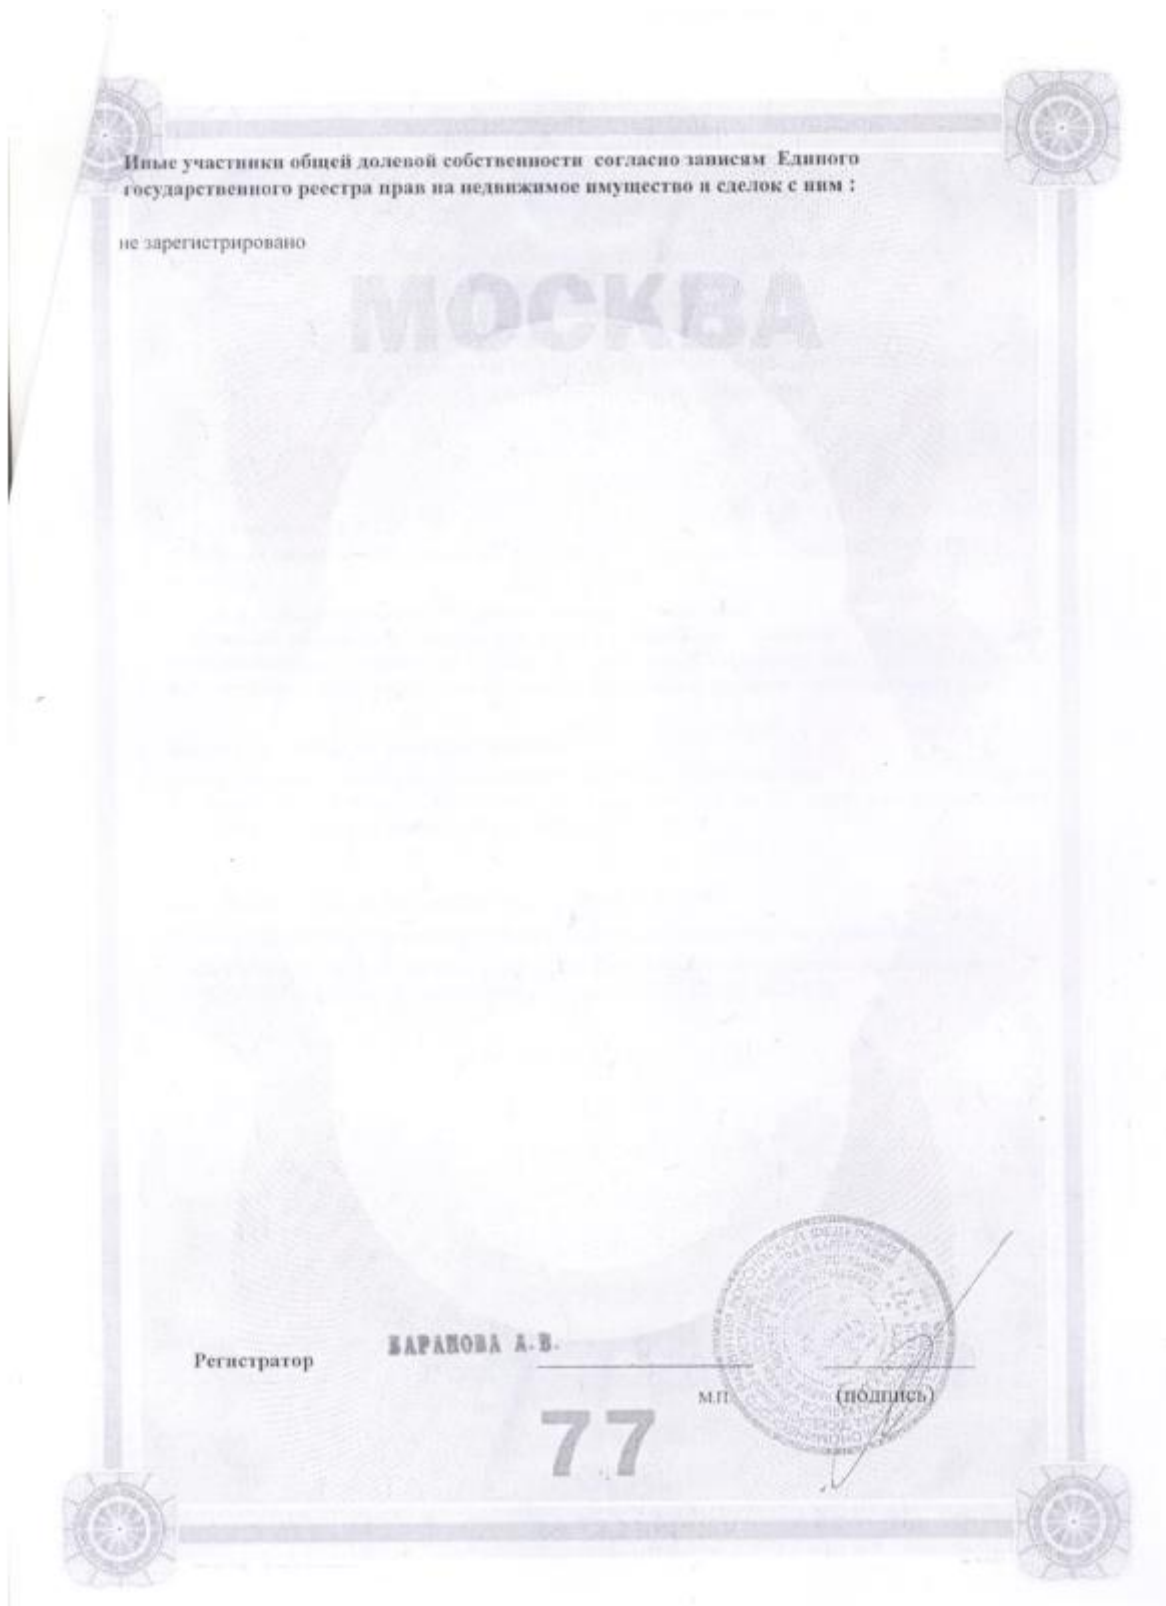 Иные участники общей долевой собственности согласно записям Единого
государственного реестра прав на недвижимое имущество и сделок с ним :
не зарегистрировано
МОСКВА
БАРАНОВА А.В.
Регистратор
М.П.
(подпись)
77